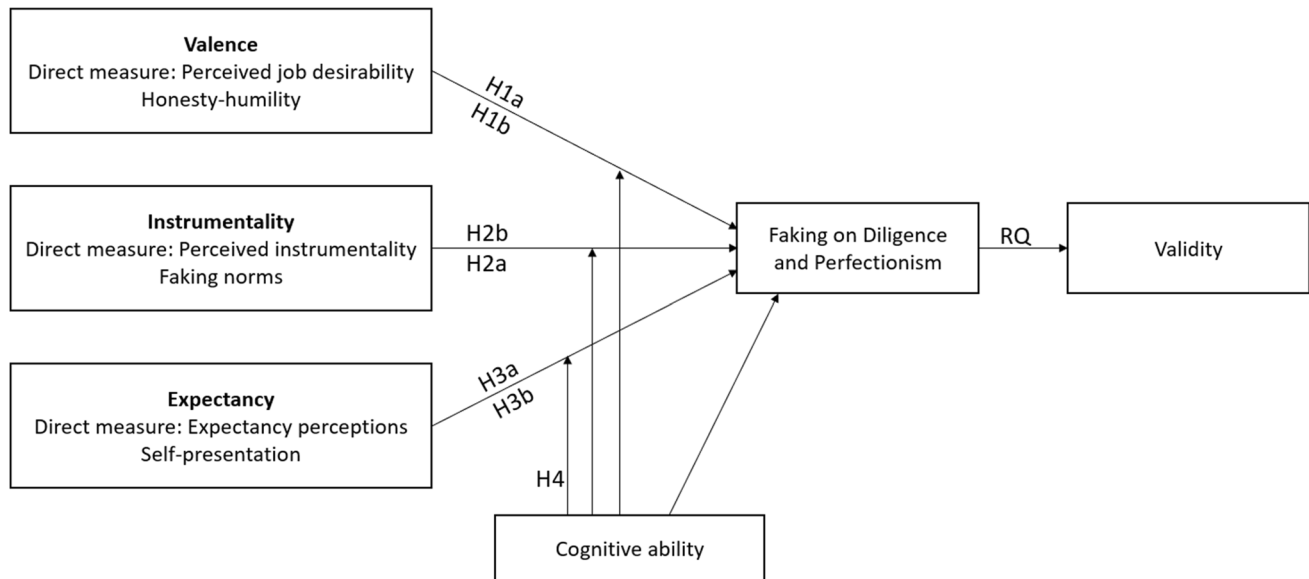 Valence
Direct measure: Perceived job desirability
Honesty-humility
H1a
H1b
Instrumentality
Direct measure: Perceived instrumentality
Faking norms
H2b
H2a
Faking on Diligence
and Perfectionism
RQ
Validity
Expectancy
Direct measure: Expectancy perceptions
Self-presentation
H3a
H3b
H4
Cognitive ability